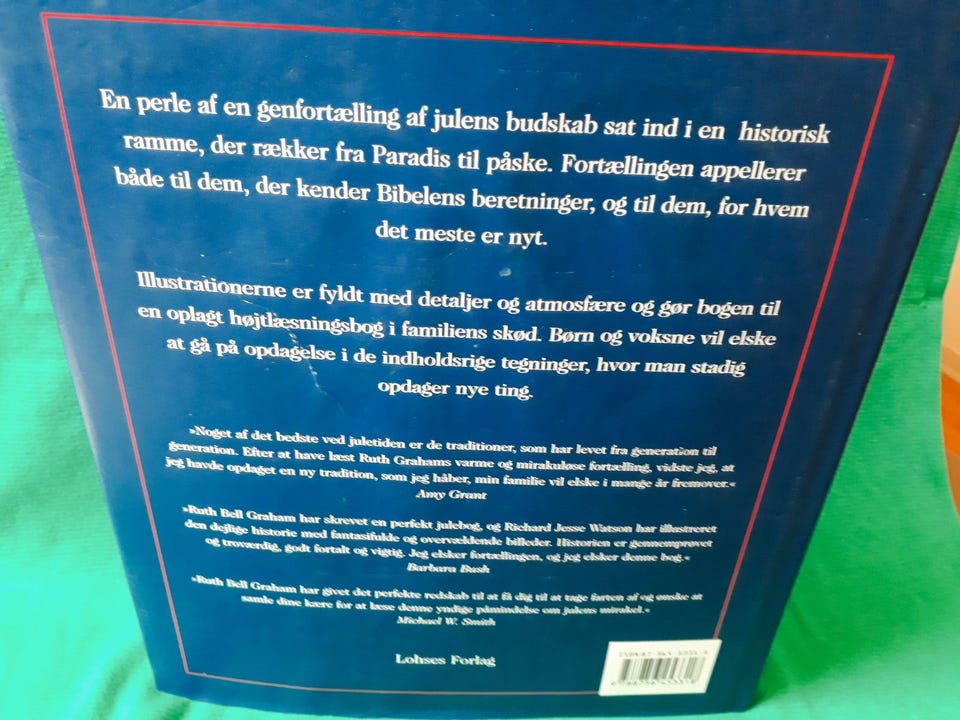 En perle af en genfortælling af julens budskab sat ind i en historisk
ramme, der rækker fra Paradis til påske. Fortællingen appellerer
både til dem, der kender Bibelens beretninger, og til dem, for hvem
det meste er nyt.
Illustrationerne er fyldt med detaljer og atmosfære og gør bogen til
en oplagt højtlæsningsbog i familiens skød. Børn og voksne vil elske
at gå på opdagelse i de indholdsrige tegninger, hvor man stadig
opdager nye ting.
»Noget af det bedste ved juletiden er de traditioner, som har levet fra generation til
generation. Efter at have læst Ruth Grahams varme og mirakuløse fortælling, vidste jeg, at
jeg havde opdaget en ny tradition, som jeg håber, min familie vil elske i mange år fremover.«
Amy Grant
»Ruth Bell Graham har skrevet en perfekt julebog, og Richard Jesse Watson har illustreret
den dejlige historie med fantasifulde og overvældende billeder. Historien er gennemprøvet
og troværdig, godt fortalt og vigtig. Jeg elsker fortællingen, og jeg elsker denne bog.«
Barbara Bush
»Ruth Bell Graham har givet det perfekte redskab til at få dig til at tage farten af og ønske at
samle dine kære for at læse denne yndige påmindelse om julens mirakel.«
Michael W. Smith
Lohses Forlag